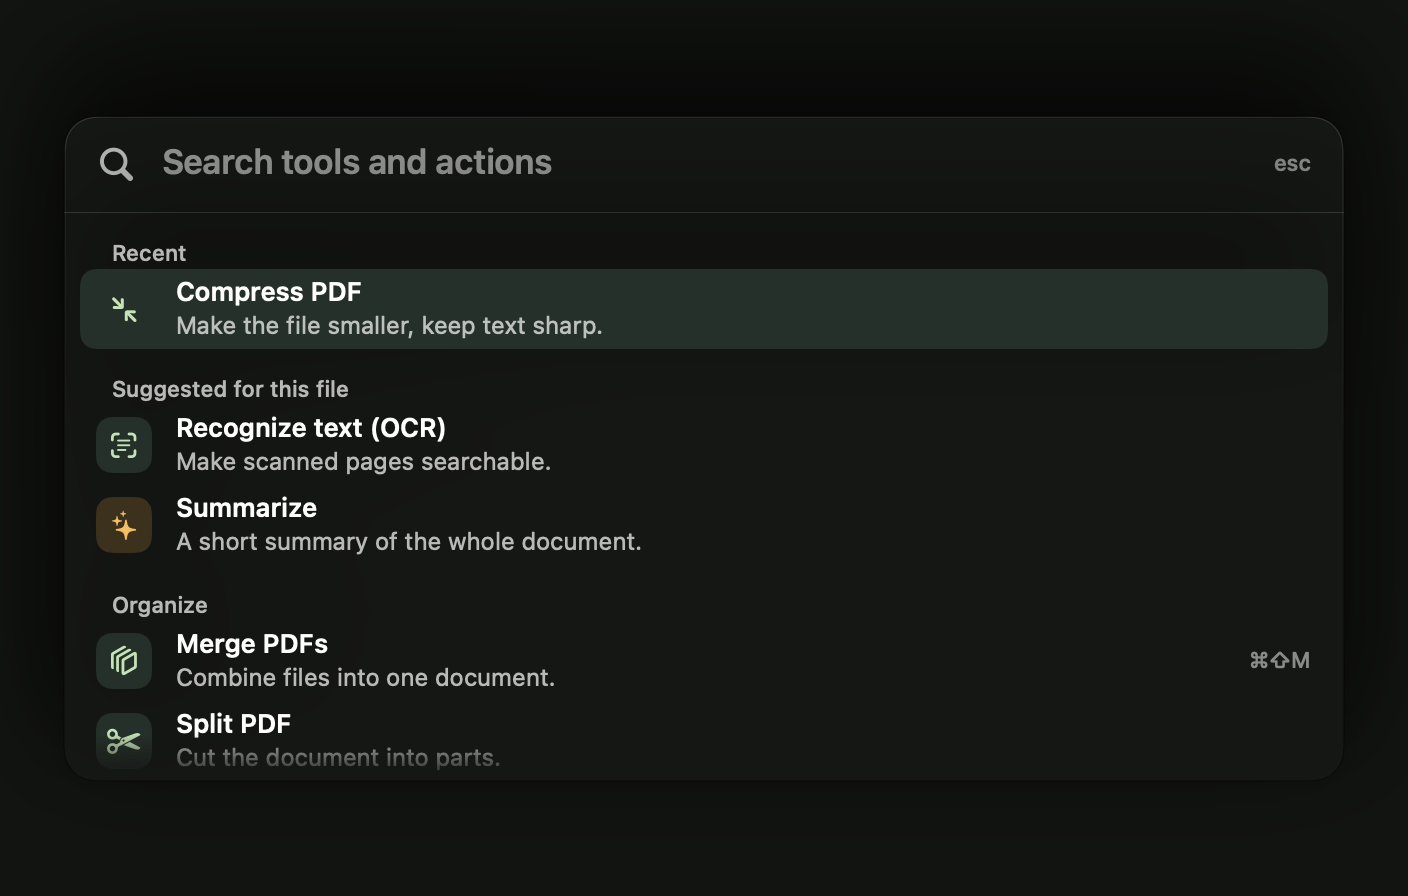 Search tools and actions
esc
Recent
Compress PDF
Make the file smaller, keep text sharp.
Suggested for this file
Recognize text (OCR)
Make scanned pages searchable.
Summarize
A short summary of the whole document.
Organize
Merge PDFs
Combine files into one document.
⌘⇧M
Split PDF
Cut the document into parts.